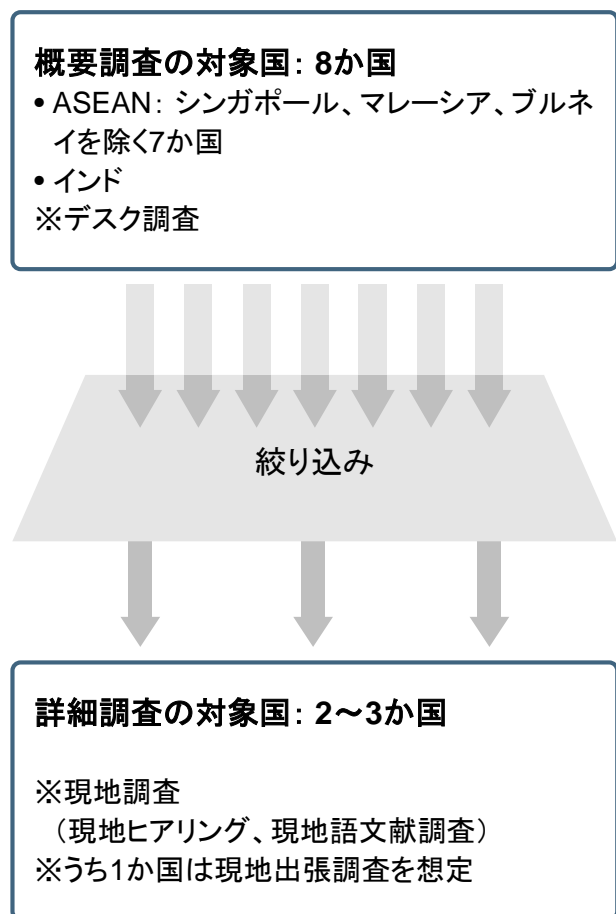 概要調査の対象国：8か国
• ASEAN：シンガポール、マレーシア、ブルネ
イを除く7か国
• インド
※デスク調査
絞り込み
詳細調査の対象国：2～3か国
※現地調査
（現地ヒアリング、現地語文献調査）
※うち1か国は現地出張調査を想定